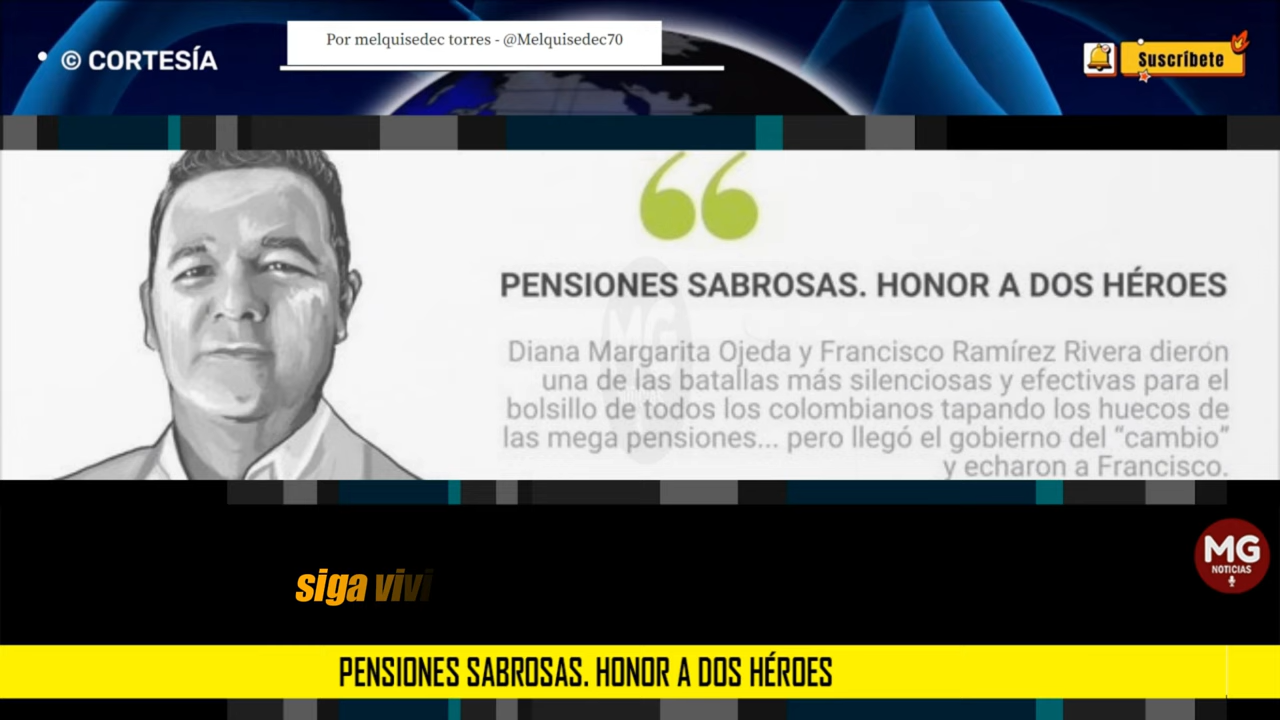 © CORTESÍA
Por melquisedec torres - @Melquisedec70
Suscríbete
PENSIONES SABROSAS. HONOR A DOS HÉROES
Diana Margarita Ojeda y Francisco Ramírez Rivera dieron
una de las batallas más silenciosas y efectivas para el
bolsillo de todos los colombianos tapando los huecos de
las mega pensiones... pero llegó el gobierno del “cambio”
y echaron a Francisco.
MG
NOTICIAS
siga vivi
PENSIONES SABROSAS. HONOR A DOS HÉROES